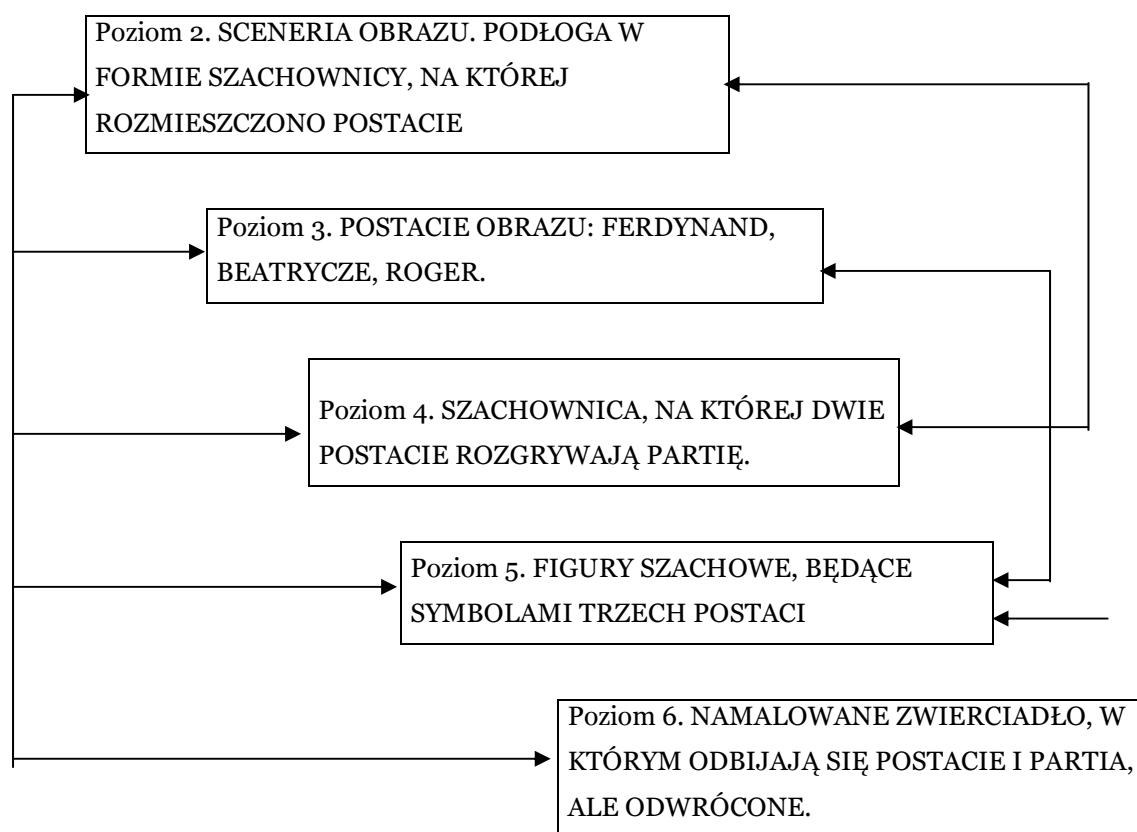 Poziom 2. SCENERIA OBRAZU. PODŁOGA W
FORMIE SZACHOWNICY, NA KTÓREJ
ROZMIESZCZONO POSTACIE
Poziom 3. POSTACIE OBRAZU: FERDYNAND,
BEATRYCZE, ROGER.
Poziom 4. SZACHOWNICA, NA KTÓREJ DWIE
POSTACIE ROZGRYWAJĄ PARTIĘ.
Poziom 5. FIGURY SZACHOWE, BĘDĄCE
SYMBOLAMI TRZECH POSTACI
Poziom 6. NAMALOWANE ZWIERCIADŁO, W
KTÓRYM ODBIJAJĄ SIĘ POSTACIE I PARTIA,
ALE ODWRÓCONE.